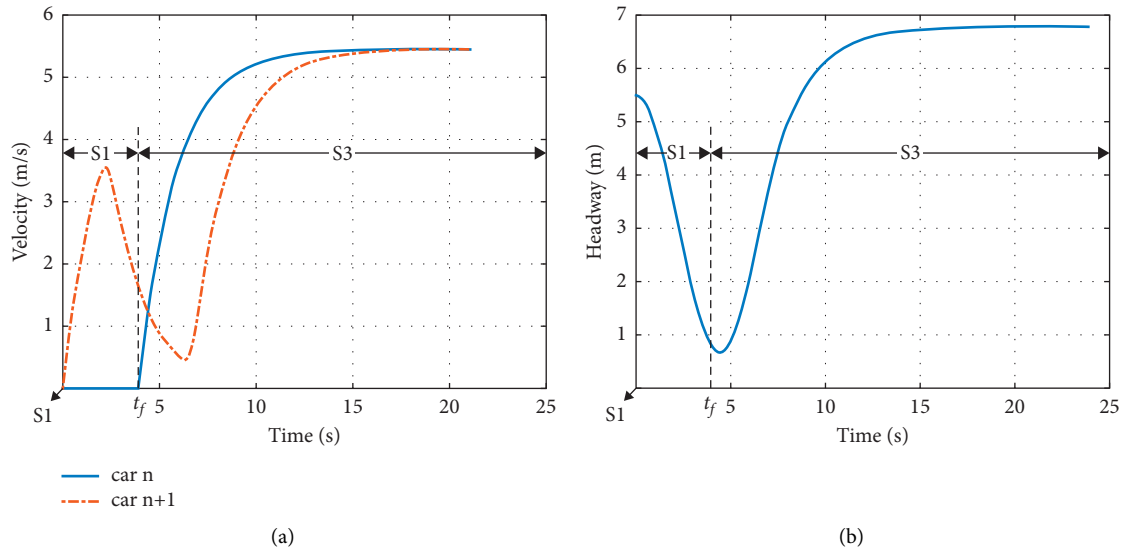 6
5
4
3
2
1
Velocity (m/s)
S1
S3
S1
t_f 5 10 15 20 25
Time (s)
car n
car n+1
(a)
7
6
5
4
3
2
1
Headway (m)
S1
S3
S1
t_f 5 10 15 20 25
Time (s)
(b)